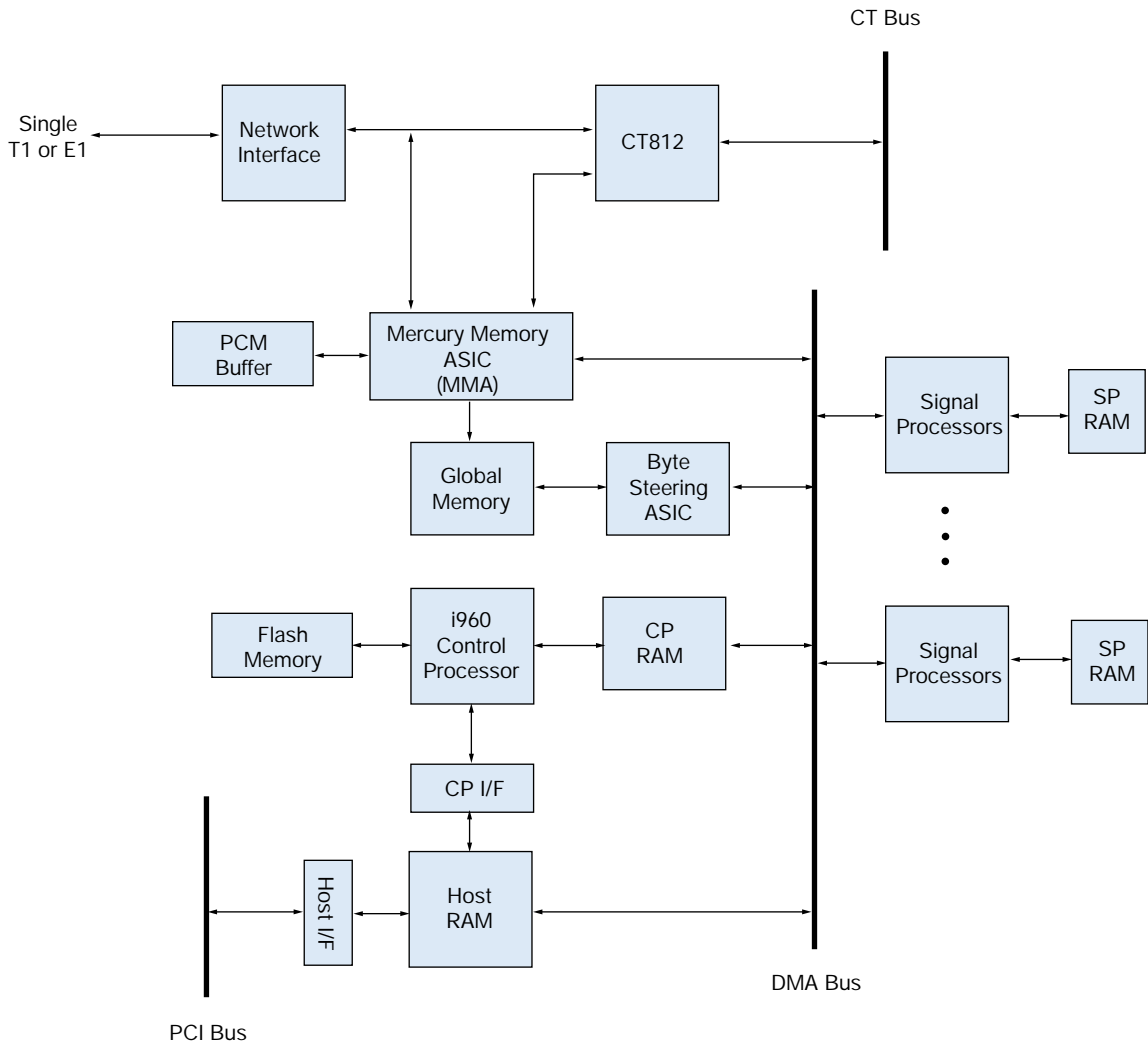 CT Bus
Single
T1 or E1
Network
Interface
CT812
PCM
Buffer
Mercury Memory
ASIC
(MMA)
Signal
Processors
SP
RAM
Global
Memory
Byte
Steering
ASIC
Flash
Memory
i960
Control
Processor
CP
RAM
Signal
Processors
SP
RAM
CP I/F
Host I/F
Host
RAM
DMA Bus
PCI Bus